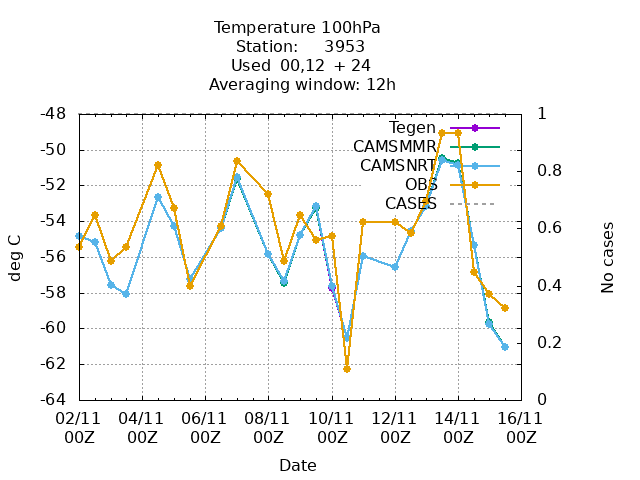 Temperature 100hPa
Station: 3953
Used 00,12 + 24
Averaging window: 12h
-48
-50
-52
-54
-56
-58
-60
-62
-64
deg C
1
0.8
0.6
0.4
0.2
0
No cases
Tegen
CAMSMMR
CAMSNRT
OBS
CASES
02/11 04/11 06/11 08/11 10/11 12/11 14/11 16/11
00Z 00Z 00Z 00Z 00Z 00Z 00Z 00Z
Date